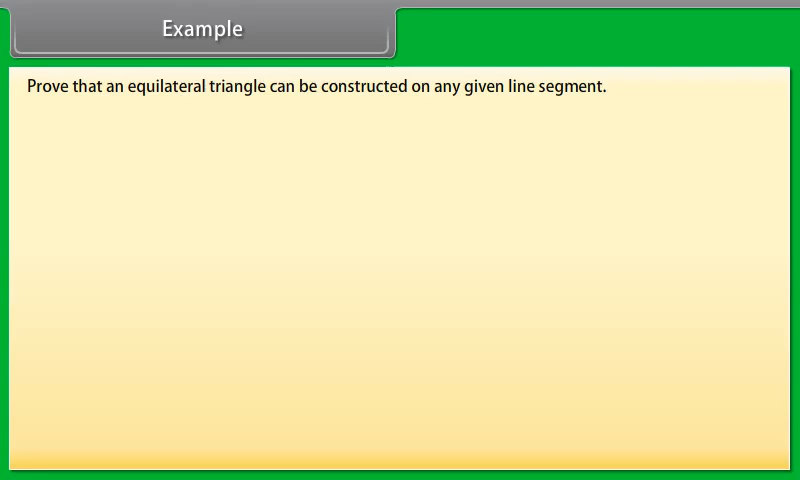 Example
Prove that an equilateral triangle can be constructed on any given line segment.